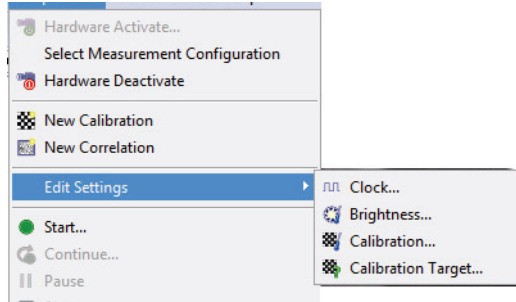 Hardware Activate...
Select Measurement Configuration
Hardware Deactivate
New Calibration
New Correlation
Edit Settings
Clock...
Brightness...
Calibration...
Calibration Target...
Start...
Continue...
Pause